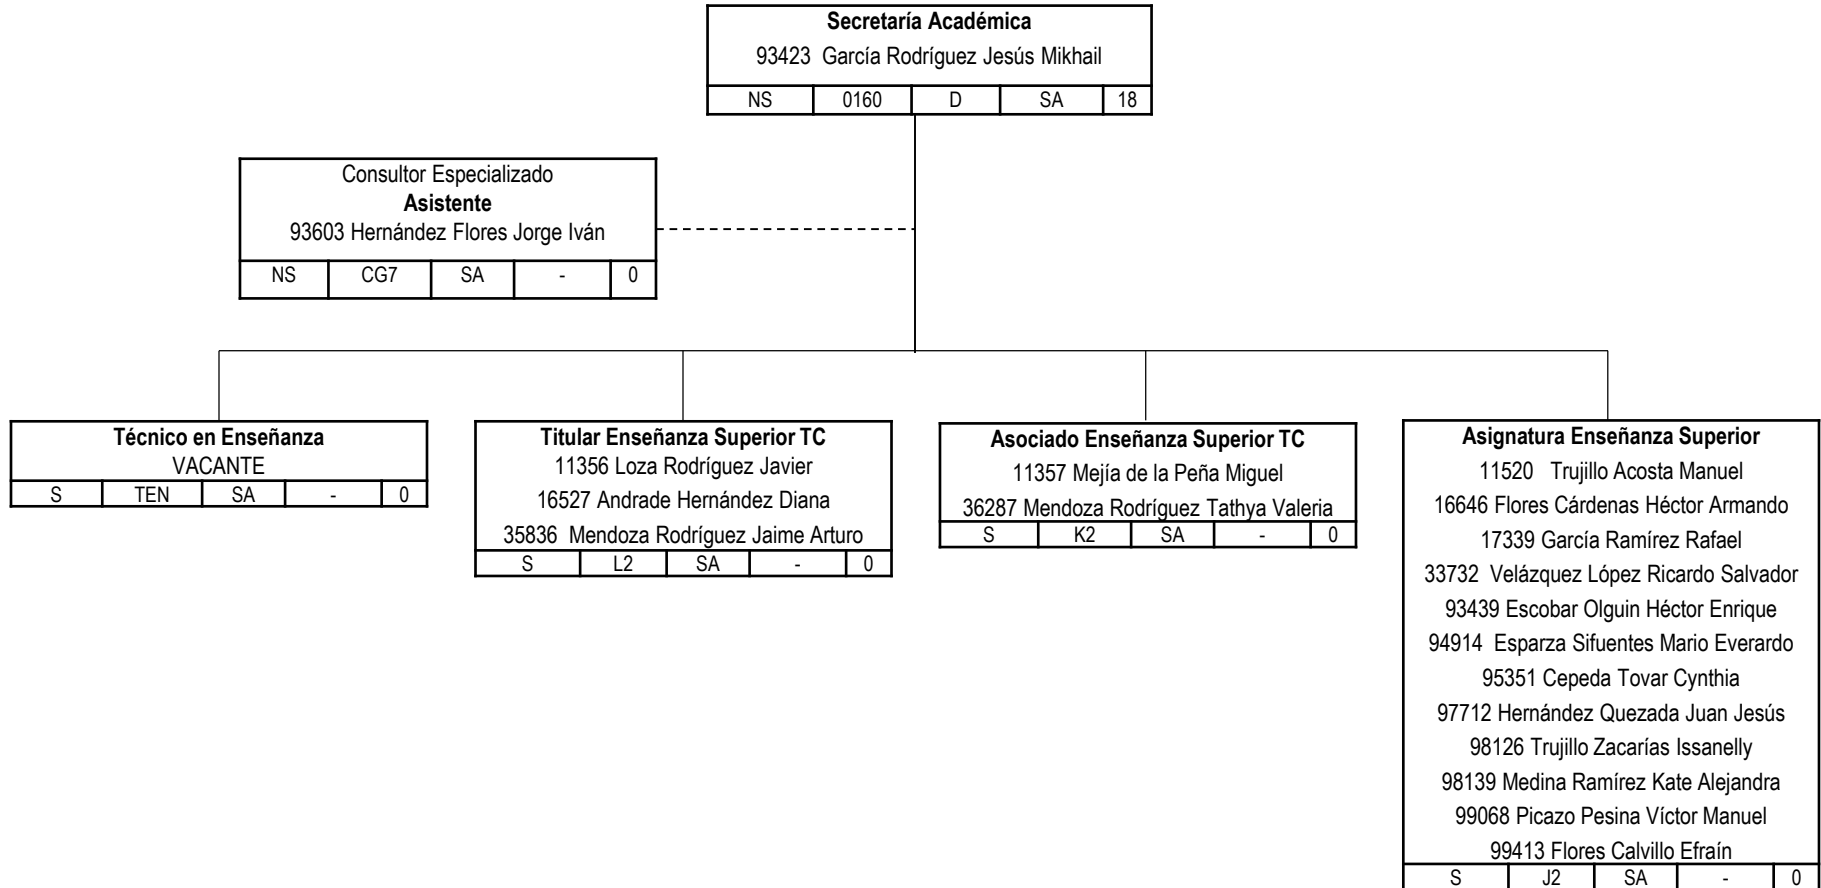 Secretaría Académica
93423 García Rodríguez Jesús Mikhail
NS 0160 D SA 18
Consultor Especializado
Asistente
93603 Hernández Flores Jorge Iván
NS CG7 SA - 0
Técnico en Enseñanza
VACANTE
S TEN SA - 0
Titular Enseñanza Superior TC
11356 Loza Rodríguez Javier
16527 Andrade Hernández Diana
35836 Mendoza Rodríguez Jaime Arturo
S L2 SA - 0
Asociado Enseñanza Superior TC
11357 Mejía de la Peña Miguel
36287 Mendoza Rodríguez Tathya Valeria
S K2 SA - 0
Asignatura Enseñanza Superior
11520 Trujillo Acosta Manuel
16646 Flores Cárdenas Héctor Armando
17339 García Ramírez Rafael
33732 Velázquez López Ricardo Salvador
93439 Escobar Olguin Héctor Enrique
94914 Esparza Sifuentes Mario Everardo
95351 Cepeda Tovar Cynthia
97712 Hernández Quezada Juan Jesús
98126 Trujillo Zacarías Issanelly
98139 Medina Ramírez Kate Alejandra
99068 Picazo Pesina Víctor Manuel
99413 Flores Calvillo Efraín
S J2 SA - 0